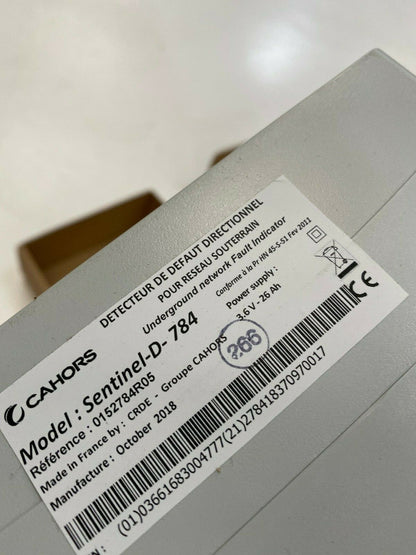 CAHORS
DETECTEUR DE DEFAUT DIRECTIONNEL
POUR RESEAU SOUTERRAIN
Underground network Fault Indicator
Conforme à la Pr HN 45-S-51 Fev 2011
Model : Sentinel-D- 784
Power supply :
3.6 V - 26 Ah
Référence : 0152784R05
Made in France by : CRDE - Groupe CAHORS
Manufacture : October 2018
266
CE
(01)03661683004777(21)278418370970017